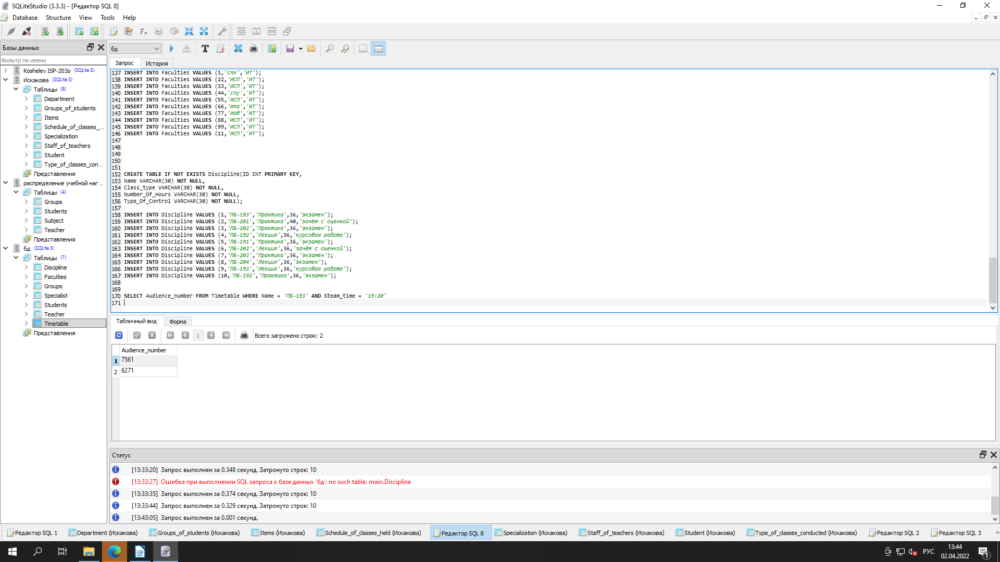 SQLiteStudio (3.3.3) - [Редактор SQL 8]
Database Structure View Tools Help
Базы данных
бд
Фильтр по имени
Koshelev ISP-203o (SQLite 3)
Искакова (SQLite 3)
Таблицы (8)
Department
Groups_of_students
Items
Schedule_of_classes_...
Specialization
Staff_of_teachers
Student
Type_of_classes_con...
Представления
распределение учебной наг...
Таблицы (4)
Groups
Students
Subject
Teacher
Представления
бд (SQLite 3)
Таблицы (7)
Discipline
Faculties
Groups
Specialist
Students
Teacher
Timetable
Представления
Запрос История
137 INSERT INTO Faculties VALUES (1,'спк','ИТ');
138 INSERT INTO Faculties VALUES (22,'ИСП','ИТ');
139 INSERT INTO Faculties VALUES (33,'ИСП','ИТ');
140 INSERT INTO Faculties VALUES (44,'спу','ИТ');
141 INSERT INTO Faculties VALUES (55,'ИСП','ИТ');
142 INSERT INTO Faculties VALUES (66,'Ипа','ИТ');
143 INSERT INTO Faculties VALUES (77,'Иав','ИТ');
144 INSERT INTO Faculties VALUES (88,'ИСП','ИТ');
145 INSERT INTO Faculties VALUES (99,'ИСП','ИТ');
146 INSERT INTO Faculties VALUES (11,'ИСП','ИТ');
147
148
149
150
151
152 CREATE TABLE IF NOT EXISTS Discipline(ID INT PRIMARY KEY,
153 Name VARCHAR(30) NOT NULL,
154 Class_type VARCHAR(30) NOT NULL,
155 Number_Of_Hours VARCHAR(30) NOT NULL,
156 Type_Of_Control VARCHAR(30) NOT NULL);
157
158 INSERT INTO Discipline VALUES (1,'ПБ-193','Практика',36,'экзамен');
159 INSERT INTO Discipline VALUES (2,'ПБ-201','Практика',40,'зачёт с оценкой');
160 INSERT INTO Discipline VALUES (3,'ПБ-202','Практика',36,'экзамен');
161 INSERT INTO Discipline VALUES (4,'ПБ-192','Лекция',36,'курсовая работа');
162 INSERT INTO Discipline VALUES (5,'ПБ-191','Практика',36,'экзамен');
163 INSERT INTO Discipline VALUES (6,'ПБ-202','Лекция',36,'зачёт с оценкой');
164 INSERT INTO Discipline VALUES (7,'ПБ-203','Практика',36,'экзамен');
165 INSERT INTO Discipline VALUES (8,'ПБ-204','Лекция',36,'экзамен');
166 INSERT INTO Discipline VALUES (9,'ПБ-193','Лекция',36,'курсовая работа');
167 INSERT INTO Discipline VALUES (10,'ПБ-192','Практика',36,'экзамен');
168
169
170 SELECT Audience_number FROM Timetable WHERE Name = 'ПБ-193' AND Steam_time = '19:20'
171
Табличный вид Форма
1 Всего загружено строк: 2
Audience_number
1 7561
2 6271
Статус
[13:33:20] Запрос выполнен за 0.348 секунд. Затронуто строк: 10
[13:33:27] Ошибка при выполнении SQL запроса к базе данных 'бд': no such table: main.Discipline
[13:33:35] Запрос выполнен за 0.374 секунд. Затронуто строк: 10
[13:33:44] Запрос выполнен за 0.329 секунд. Затронуто строк: 10
[13:43:05] Запрос выполнен за 0.001 секунд.
Редактор SQL 1 Department (Искакова) Groups_of_students (Искакова) Items (Искакова) Schedule_of_classes_held (Искакова) Редактор SQL 8 Specialization (Искакова) Staff_of_teachers (Искакова) Student (Искакова) Type_of_classes_conducted (Искакова) Редактор SQL 2 Редактор SQL 3
РУС
13:44
02.04.2022
1